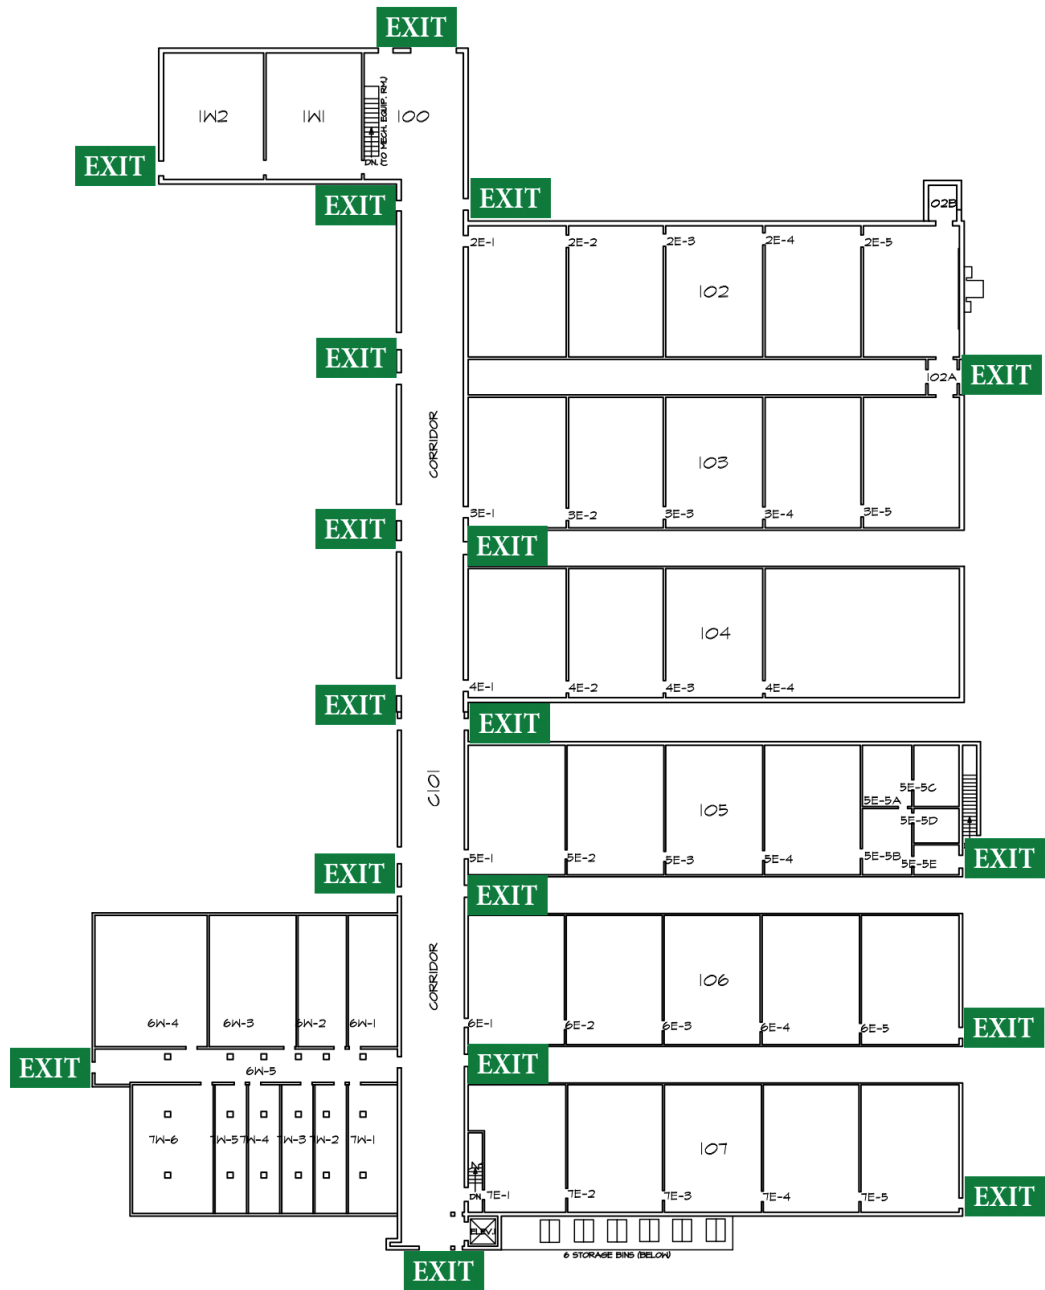 EXIT
1W2 1W1 DN. (TO MECH. EQUIP. RM.) 100
EXIT
EXIT EXIT
02B
2E-1 2E-2 2E-3 2E-4 2E-5
102
EXIT
102A EXIT
CORRIDOR
103
3E-1 3E-2 3E-3 3E-4 3E-5
EXIT
EXIT
104
4E-1 4E-2 4E-3 4E-4
EXIT
EXIT
C101
105
5E-5C
5E-5A
5E-5D
5E-1 5E-2 5E-3 5E-4 5E-5B
5E-5E
EXIT
EXIT
EXIT
CORRIDOR
106
6W-4 6W-3 6W-2 6W-1
6E-1 6E-2 6E-3 6E-4 6E-5
EXIT
EXIT
6W-5
EXIT
7W-6 7W-5 7W-4 7W-3 7W-2 7W-1
107
DN.
7E-1 7E-2 7E-3 7E-4 7E-5
EXIT
ELEV.1
6 STORAGE BINS (BELOW)
EXIT